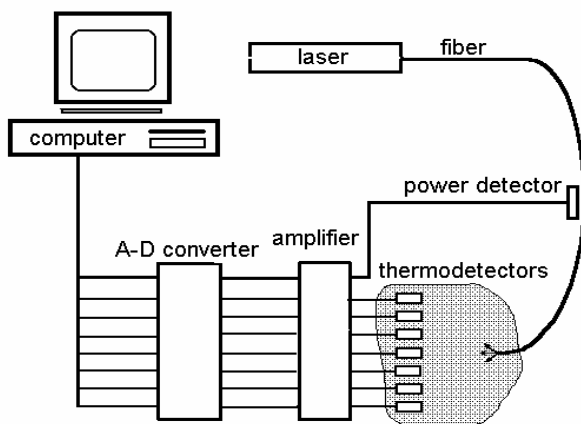 laser
fiber
computer
power detector
A-D converter
amplifier
thermodetectors